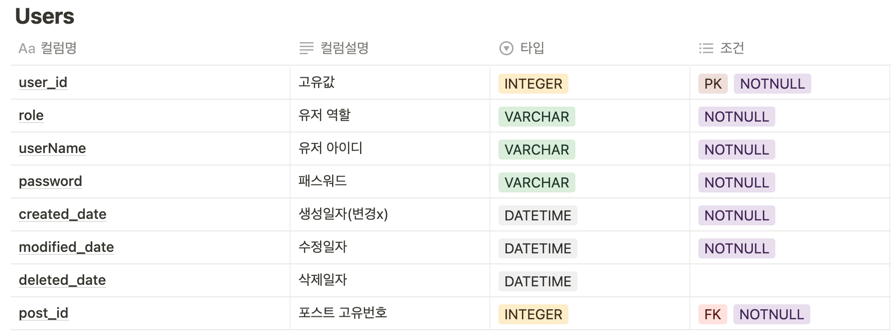 Users
Aa 컬럼명 컬럼설명 타입 조건
user_id 고유값 INTEGER PK NOTNULL
role 유저 역할 VARCHAR NOTNULL
userName 유저 아이디 VARCHAR NOTNULL
password 패스워드 VARCHAR NOTNULL
created_date 생성일자(변경x) DATETIME NOTNULL
modified_date 수정일자 DATETIME NOTNULL
deleted_date 삭제일자 DATETIME
post_id 포스트 고유번호 INTEGER FK NOTNULL